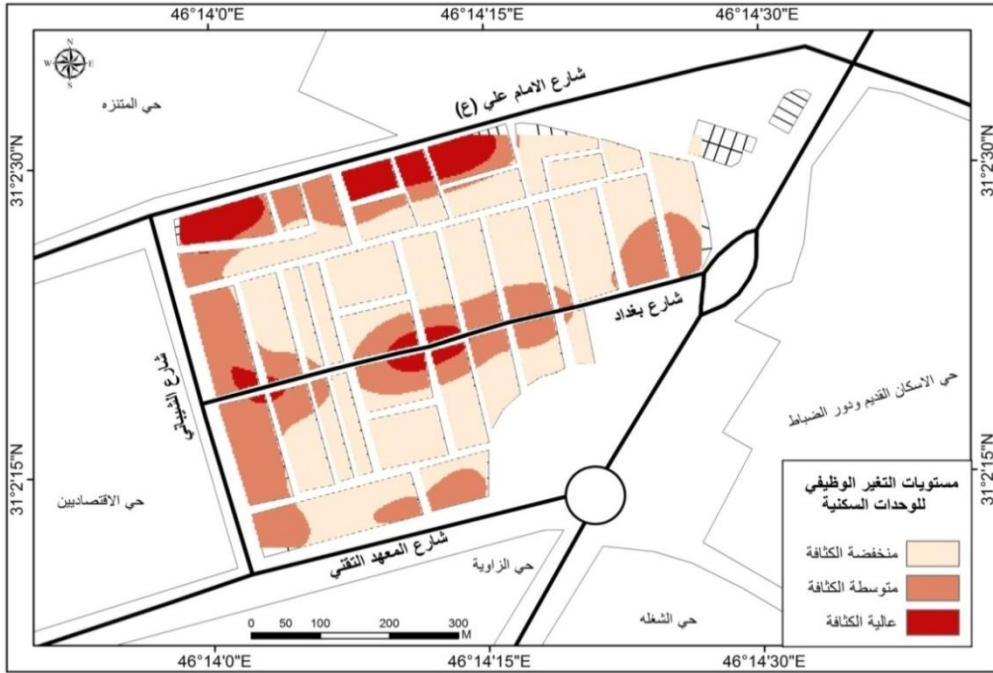 46°14'0"E 46°14'15"E 46°14'30"E
N
W E
S
شارع الامام علي (ع)
حي المتنزه
31°2'30"N 31°2'30"N
شارع بغداد
شارع الشيباني
حي الاسكان القديم ودور الضباط
31°2'15"N 31°2'15"N
حي الاقتصاديين
شارع المعهد التقني
حي الزاوية
حي الشغله
مستويات التغير الوظيفي
للوحدات السكنية
منخفضة الكثافة
متوسطة الكثافة
عالية الكثافة
0 50 100 200 300
M
46°14'0"E 46°14'15"E 46°14'30"E